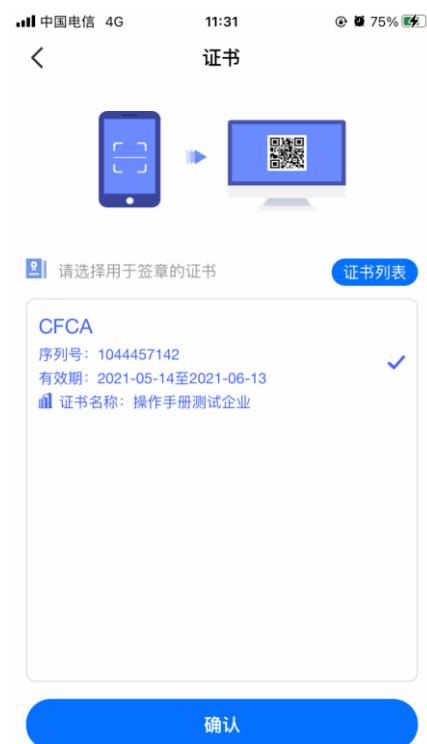 中国电信 4G 11:31 75%
证书
请选择用于签章的证书 证书列表
CFCA
序列号：1044457142
有效期：2021-05-14至2021-06-13
证书名称：操作手册测试企业
确认